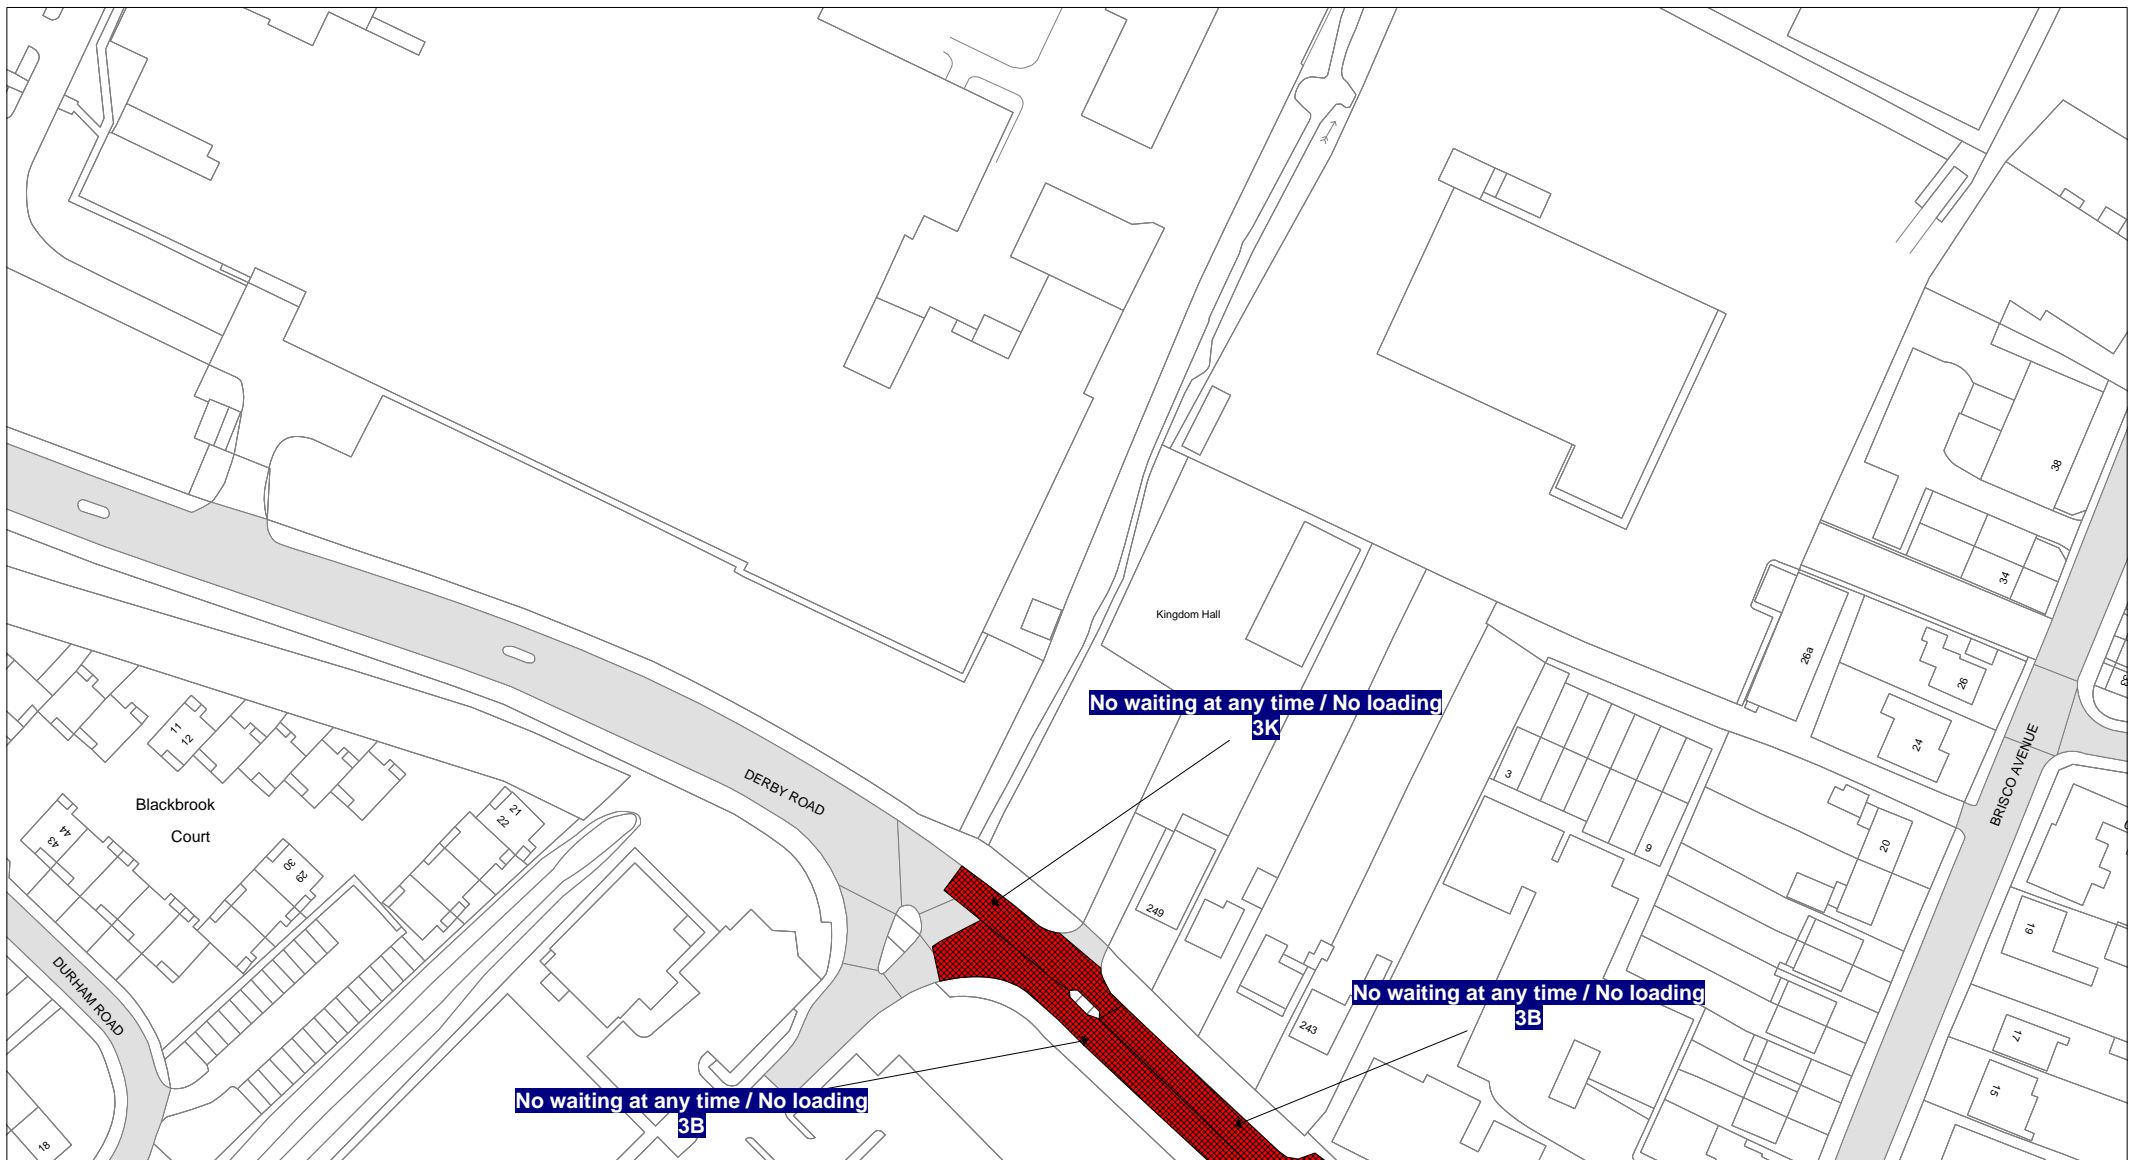 38
34
Kingdom Hall
26a
33
26
No waiting at any time / No loading
3K
11
12
24
BRISCO AVENUE
3
DERBY ROAD
Blackbrook
Court
21
22
44
43
9
20
30
29
249
19
DURHAM ROAD
No waiting at any time / No loading
3B
243
17
No waiting at any time / No loading
3B
15
18